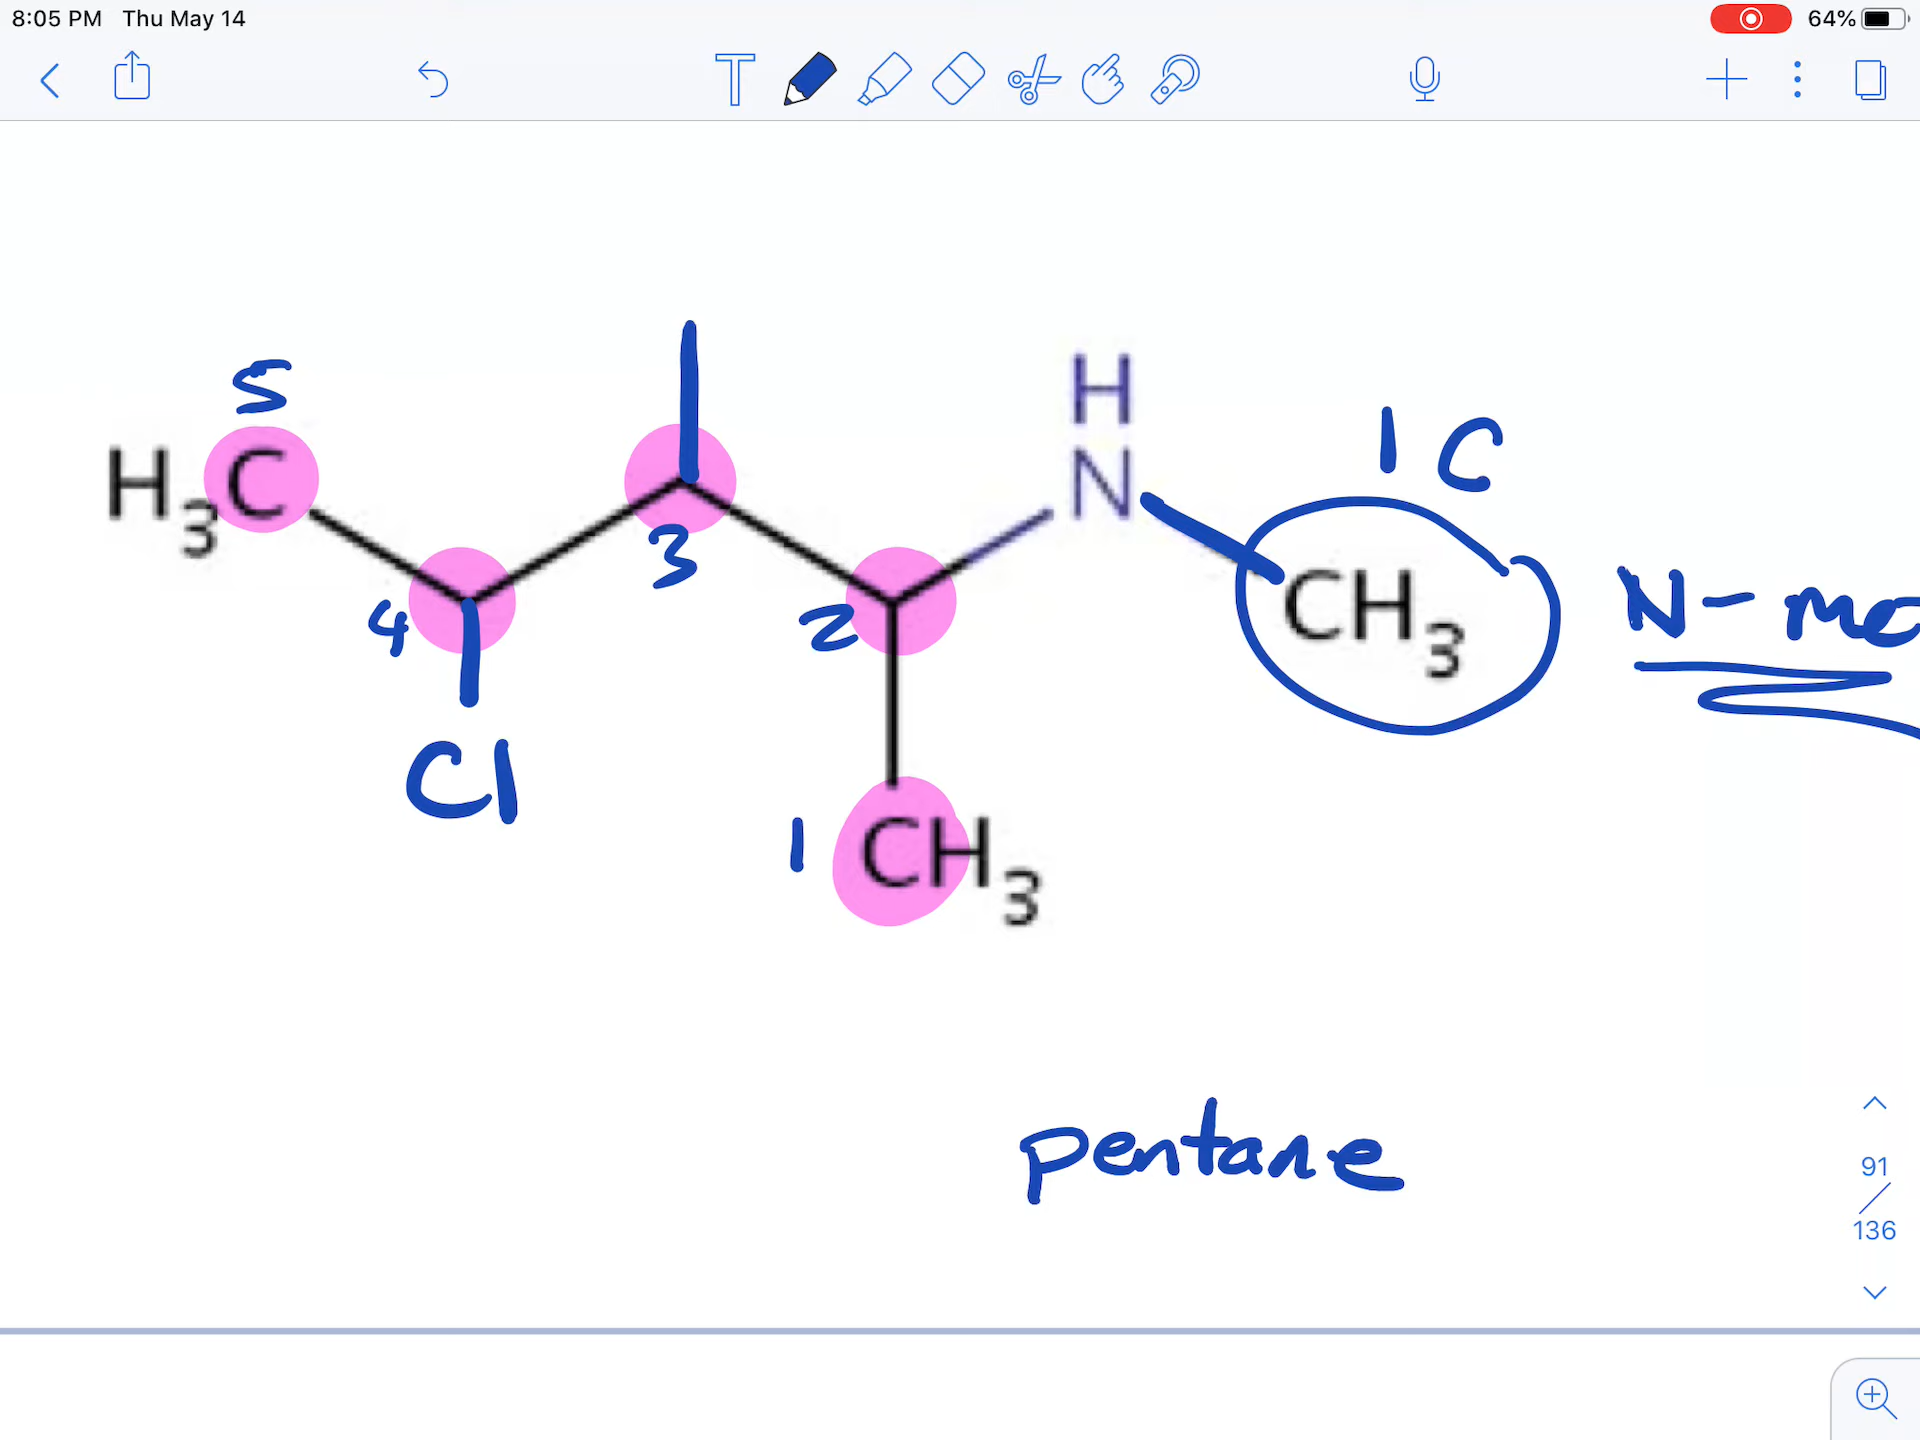 8:05 PM Thu May 14
64%
T
5
H
H₃C
N
1 C
3
4
2
CH₃
N-me
Cl
1
CH₃
pentane
91
/
136